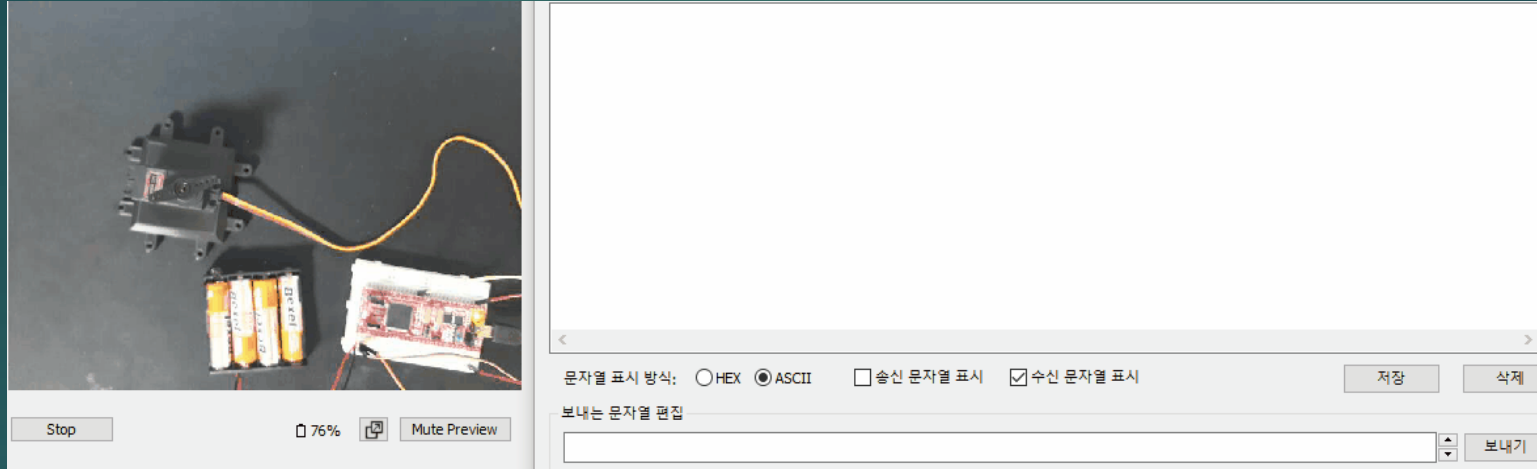 문자열 표시 방식: HEX ASCII 송신 문자열 표시 수신 문자열 표시 저장 삭제
보내는 문자열 편집
Stop 76% Mute Preview
보내기
Bexel